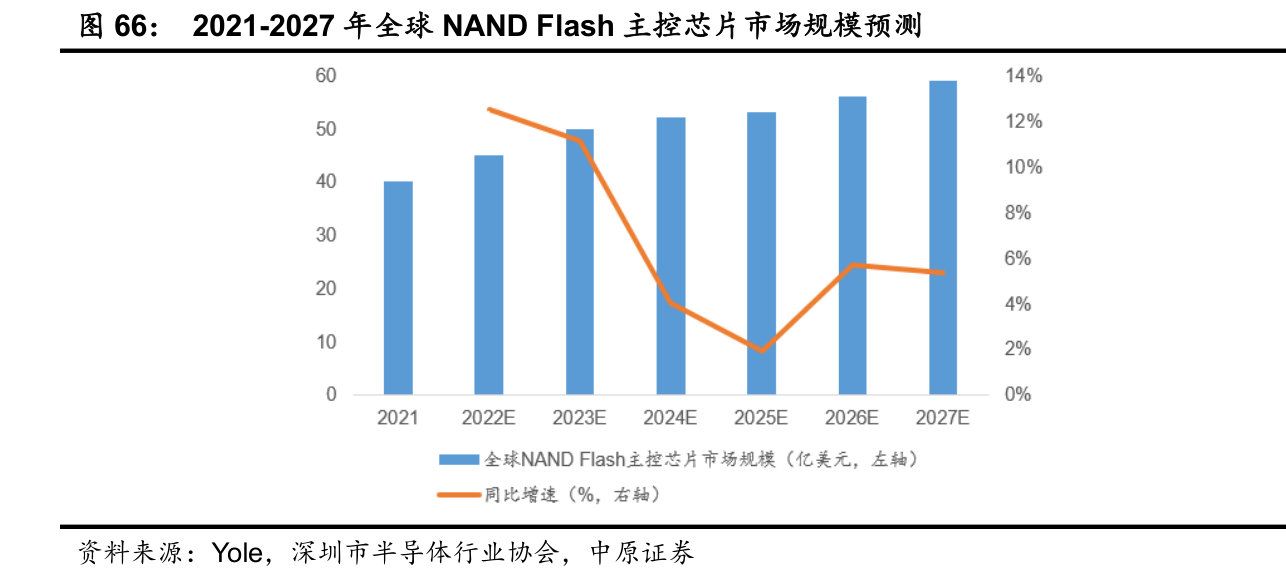 图 66： 2021-2027 年全球 NAND Flash 主控芯片市场规模预测
60 14%
50 12%
40 10%
30 8%
20 6%
10 4%
0 2%
0%
2021 2022E 2023E 2024E 2025E 2026E 2027E
全球NAND Flash主控芯片市场规模（亿美元，左轴）
同比增速（%，右轴）
资料来源：Yole，深圳市半导体行业协会，中原证券